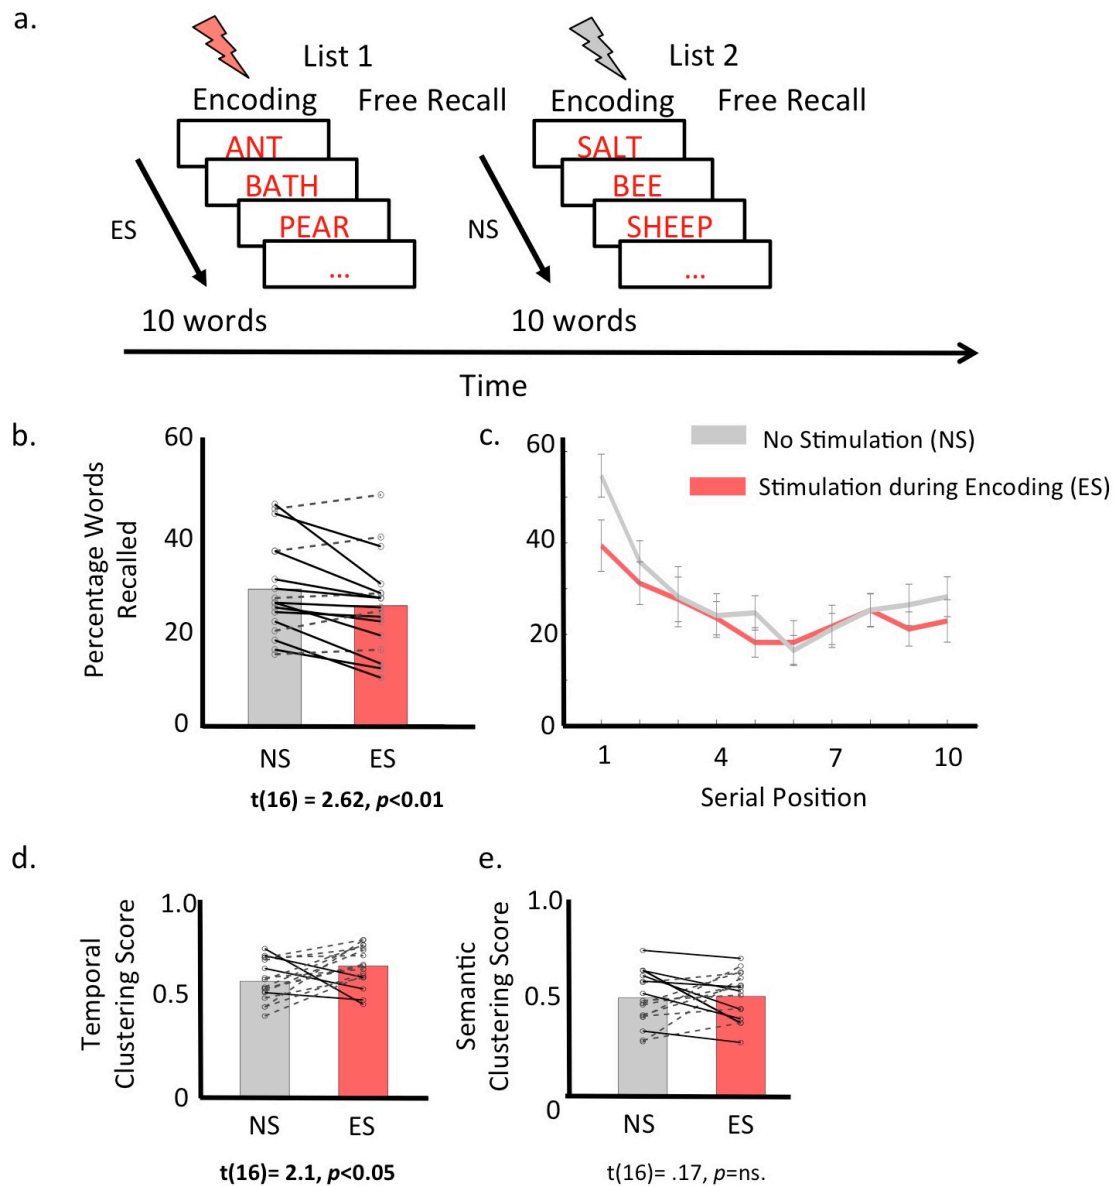 a.
List 1
List 2
Encoding
Free Recall
Encoding
Free Recall
ANT
BATH
PEAR
...
ES
10 words
SALT
BEE
SHEEP
...
NS
10 words
Time
b.
60
40
20
0
Percentage Words
Recalled
NS
ES
t(16) = 2.62, p<0.01
c.
60
40
20
0
No Stimulation (NS)
Stimulation during Encoding (ES)
1
4
7
10
Serial Position
d.
1.0
0.5
0
Temporal
Clustering Score
NS
ES
t(16)= 2.1, p<0.05
e.
1.0
0.5
0
Semantic
Clustering Score
NS
ES
t(16)= .17, p=ns.